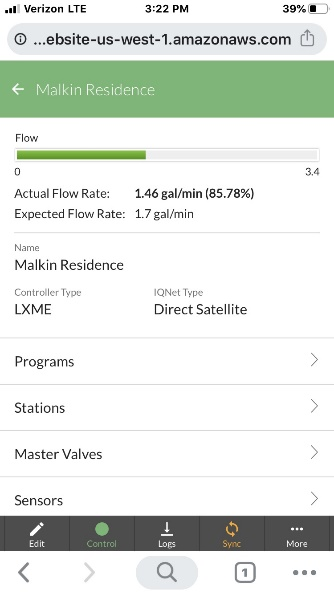 Verizon LTE 3:22 PM 39%
...ebsite-us-west-1.amazonaws.com
Malkin Residence
Flow
0 3.4
Actual Flow Rate: 1.46 gal/min (85.78%)
Expected Flow Rate: 1.7 gal/min
Name
Malkin Residence
Controller Type IQNet Type
LXME Direct Satellite
Programs
Stations
Master Valves
Sensors
Edit Control Logs Sync More
1